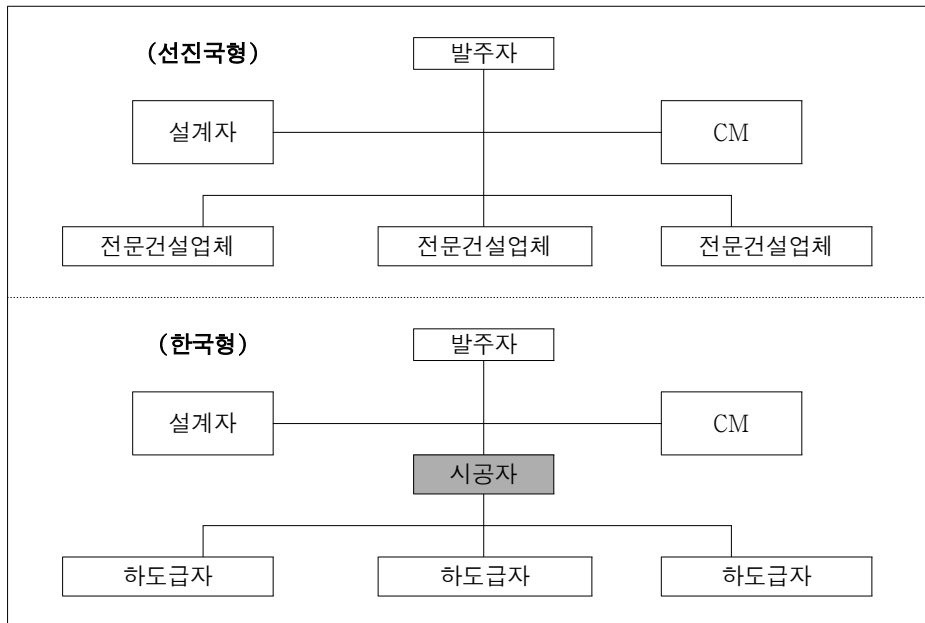 (선진국형)
발주자
설계자
CM
전문건설업체
전문건설업체
전문건설업체
(한국형)
발주자
설계자
CM
시공자
하도급자
하도급자
하도급자